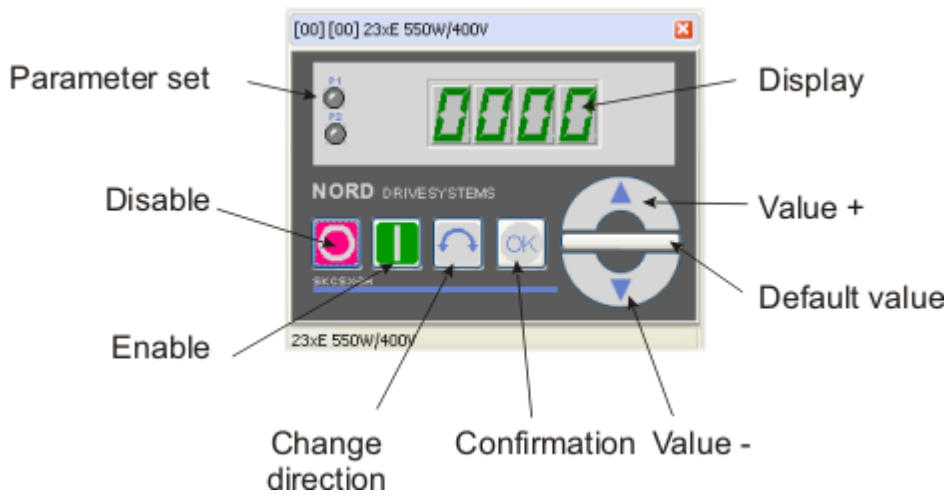 [00] [00] 23xE 550W/400V
Parameter set
P1
P2
0000
Display
NORD DRIVESYSTEMS
Disable
OK
Value +
Default value
Enable
23xE 550W/400V
Change
direction
Confirmation
Value -